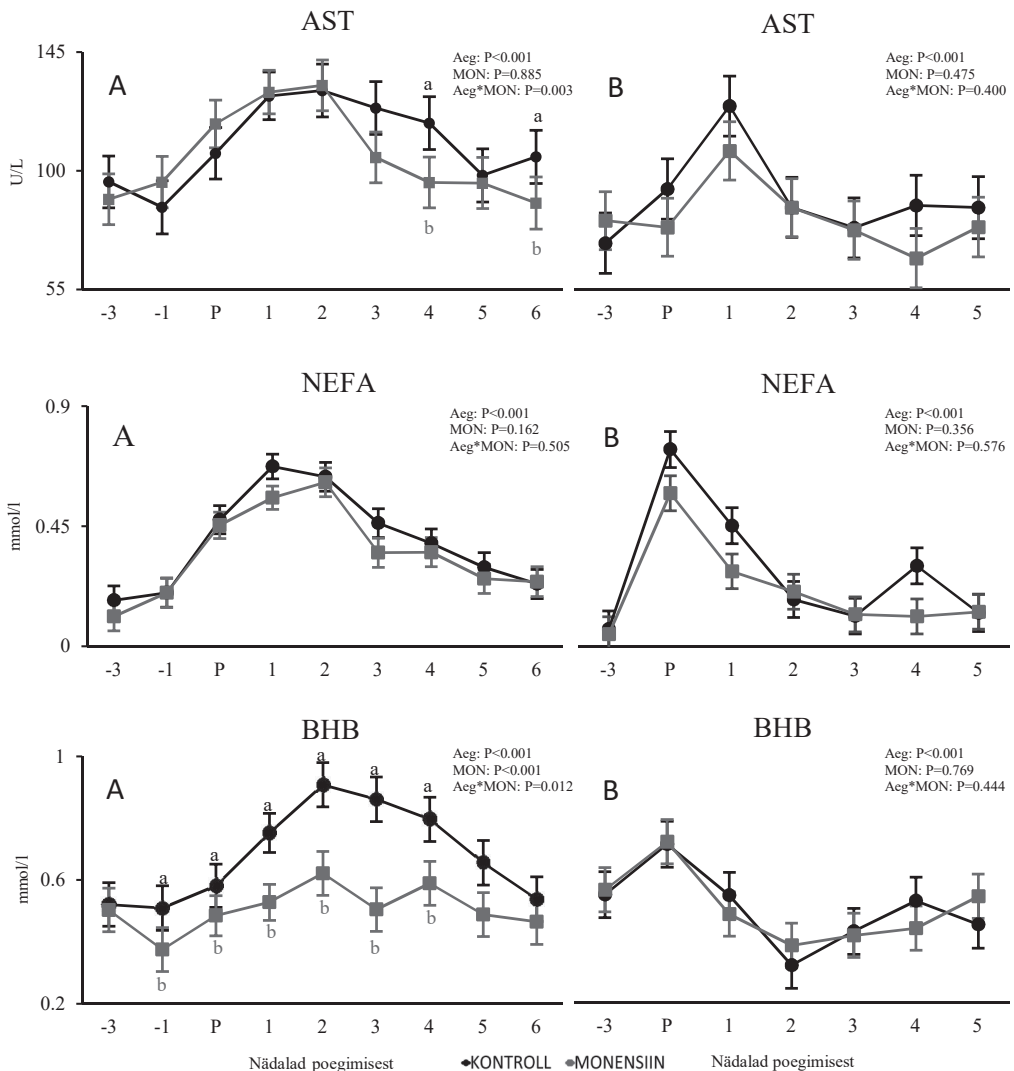 AST
A
Aeg: P<0.001
MON: P=0.885
Aeg*MON: P=0.003
145
100
55
U/L
a
a
b
b
-3 -1 P 1 2 3 4 5 6
AST
B
Aeg: P<0.001
MON: P=0.475
Aeg*MON: P=0.400
-3 P 1 2 3 4 5
NEFA
A
Aeg: P<0.001
MON: P=0.162
Aeg*MON: P=0.505
0.9
0.45
0
mmol/l
-3 -1 P 1 2 3 4 5 6
NEFA
B
Aeg: P<0.001
MON: P=0.356
Aeg*MON: P=0.576
-3 P 1 2 3 4 5
BHB
A
Aeg: P<0.001
MON: P<0.001
Aeg*MON: P=0.012
1
0.6
0.2
mmol/l
a a a a a a
b b b b b b
-3 -1 P 1 2 3 4 5 6
BHB
B
Aeg: P<0.001
MON: P=0.769
Aeg*MON: P=0.444
-3 P 1 2 3 4 5
Nädalad poegimisest
KONTROLL MONENSIIN
Nädalad poegimisest